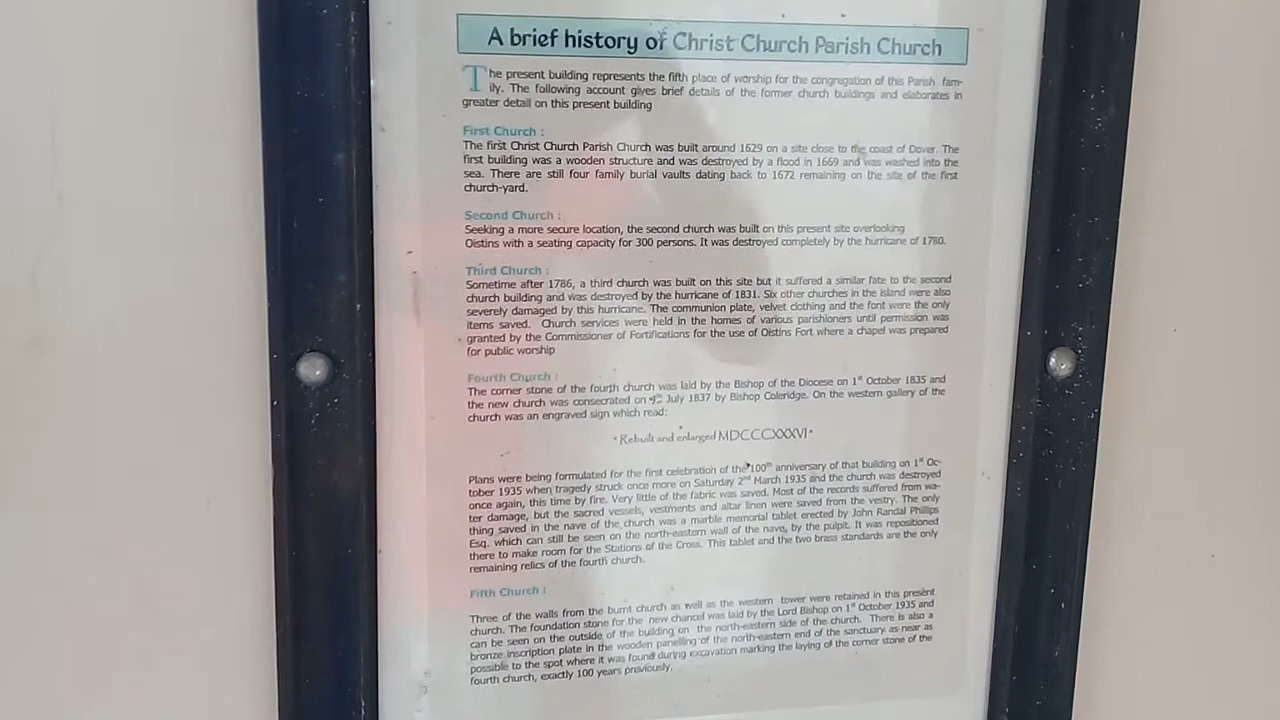 A brief history of Christ Church Parish Church
The present building represents the fifth place of worship for the congregation of this Parish fam-
ily. The following account gives brief details of the former church buildings and elaborates in
greater detail on this present building
First Church :
The first Christ Church Parish Church was built around 1629 on a site close to the coast of Dover. The
first building was a wooden structure and was destroyed by a flood in 1669 and was washed into the
sea. There are still four family burial vaults dating back to 1672 remaining on the site of the first
church-yard.
Second Church :
Seeking a more secure location, the second church was built on this present site overlooking
Oistins with a seating capacity for 300 persons. It was destroyed completely by the hurricane of 1780.
Third Church :
Sometime after 1786, a third church was built on this site but it suffered a similar fate to the second
church building and was destroyed by the hurricane of 1831. Six other churches in the island were also
severely damaged by this hurricane. The communion plate, velvet clothing and the font were the only
items saved. Church services were held in the homes of various parishioners until permission was
granted by the Commissioner of Fortifications for the use of Oistins Fort where a chapel was prepared
for public worship
Fourth Church :
The corner stone of the fourth church was laid by the Bishop of the Diocese on 1st October 1835 and
the new church was consecrated on July 1837 by Bishop Coleridge. On the western gallery of the
church was an engraved sign which read:
* Rebuilt and enlarged MDCCCXXXVI *
Plans were being formulated for the first celebration of the 100th anniversary of that building on 1st Oc-
tober 1935 when tragedy struck once more on Saturday 2nd March 1935 and the church was destroyed
once again, this time by fire. Very little of the fabric was saved. Most of the records suffered from wa-
ter damage, but the sacred vessels, vestments and altar linen were saved from the vestry. The only
thing saved in the nave of the church was a marble memorial tablet erected by John Randal Phillips
Esq. which can still be seen on the north-eastern wall of the nave, by the pulpit. It was repositioned
there to make room for the Stations of the Cross. This tablet and the two brass standards are the only
remaining relics of the fourth church.
Fifth Church :
Three of the walls from the burnt church as well as the western tower were retained in this present
church. The foundation stone for the new chancel was laid by the Lord Bishop on 1st October 1935 and
can be seen on the outside of the building on the north-eastern side of the church. There is also a
bronze inscription plate in the wooden panelling of the north-eastern end of the sanctuary as near as
possible to the spot where it was found during excavation marking the laying of the corner stone of the
fourth church, exactly 100 years previously.